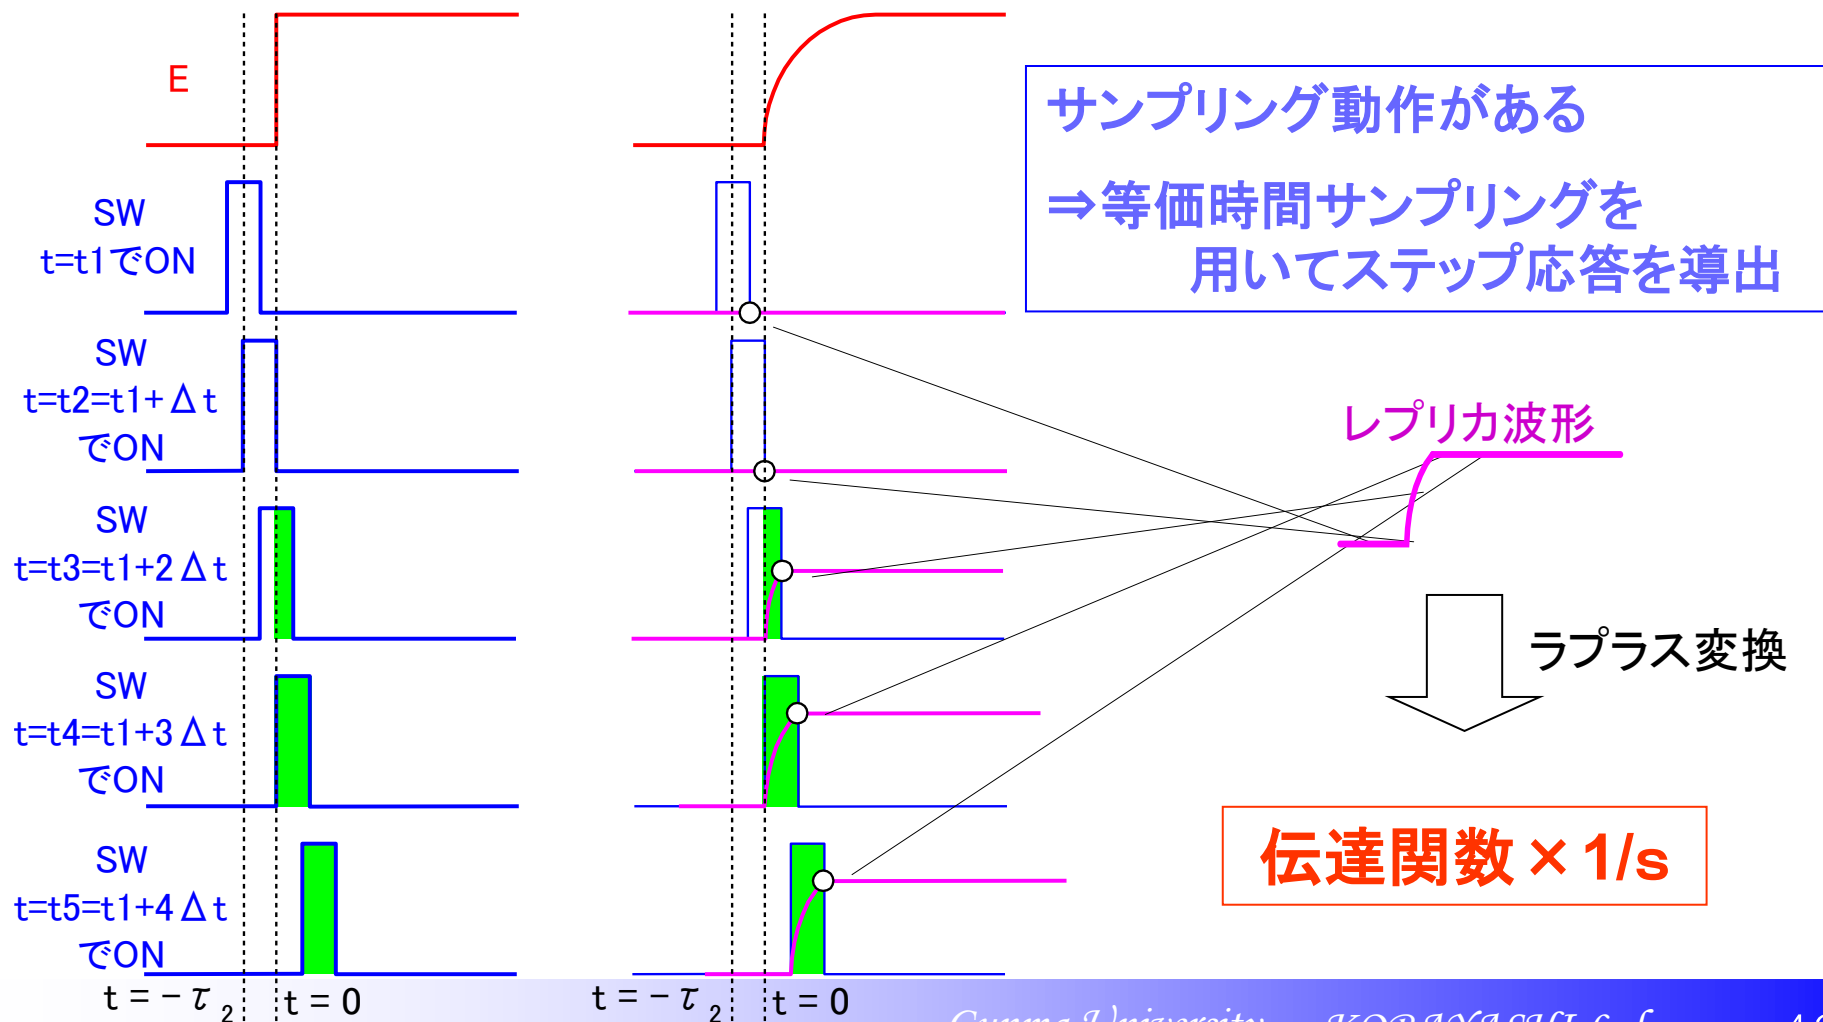 E
サンプリング動作がある
⇒等価時間サンプリングを
用いてステップ応答を導出
SW
t=t1でON
SW
t=t2=t1+Δt
でON
レプリカ波形
SW
t=t3=t1+2Δt
でON
ラプラス変換
SW
t=t4=t1+3Δt
でON
伝達関数×1/s
SW
t=t5=t1+4Δt
でON
t=-τ2 t=0 t=-τ2 t=0
Gunma University KOBAYASHI